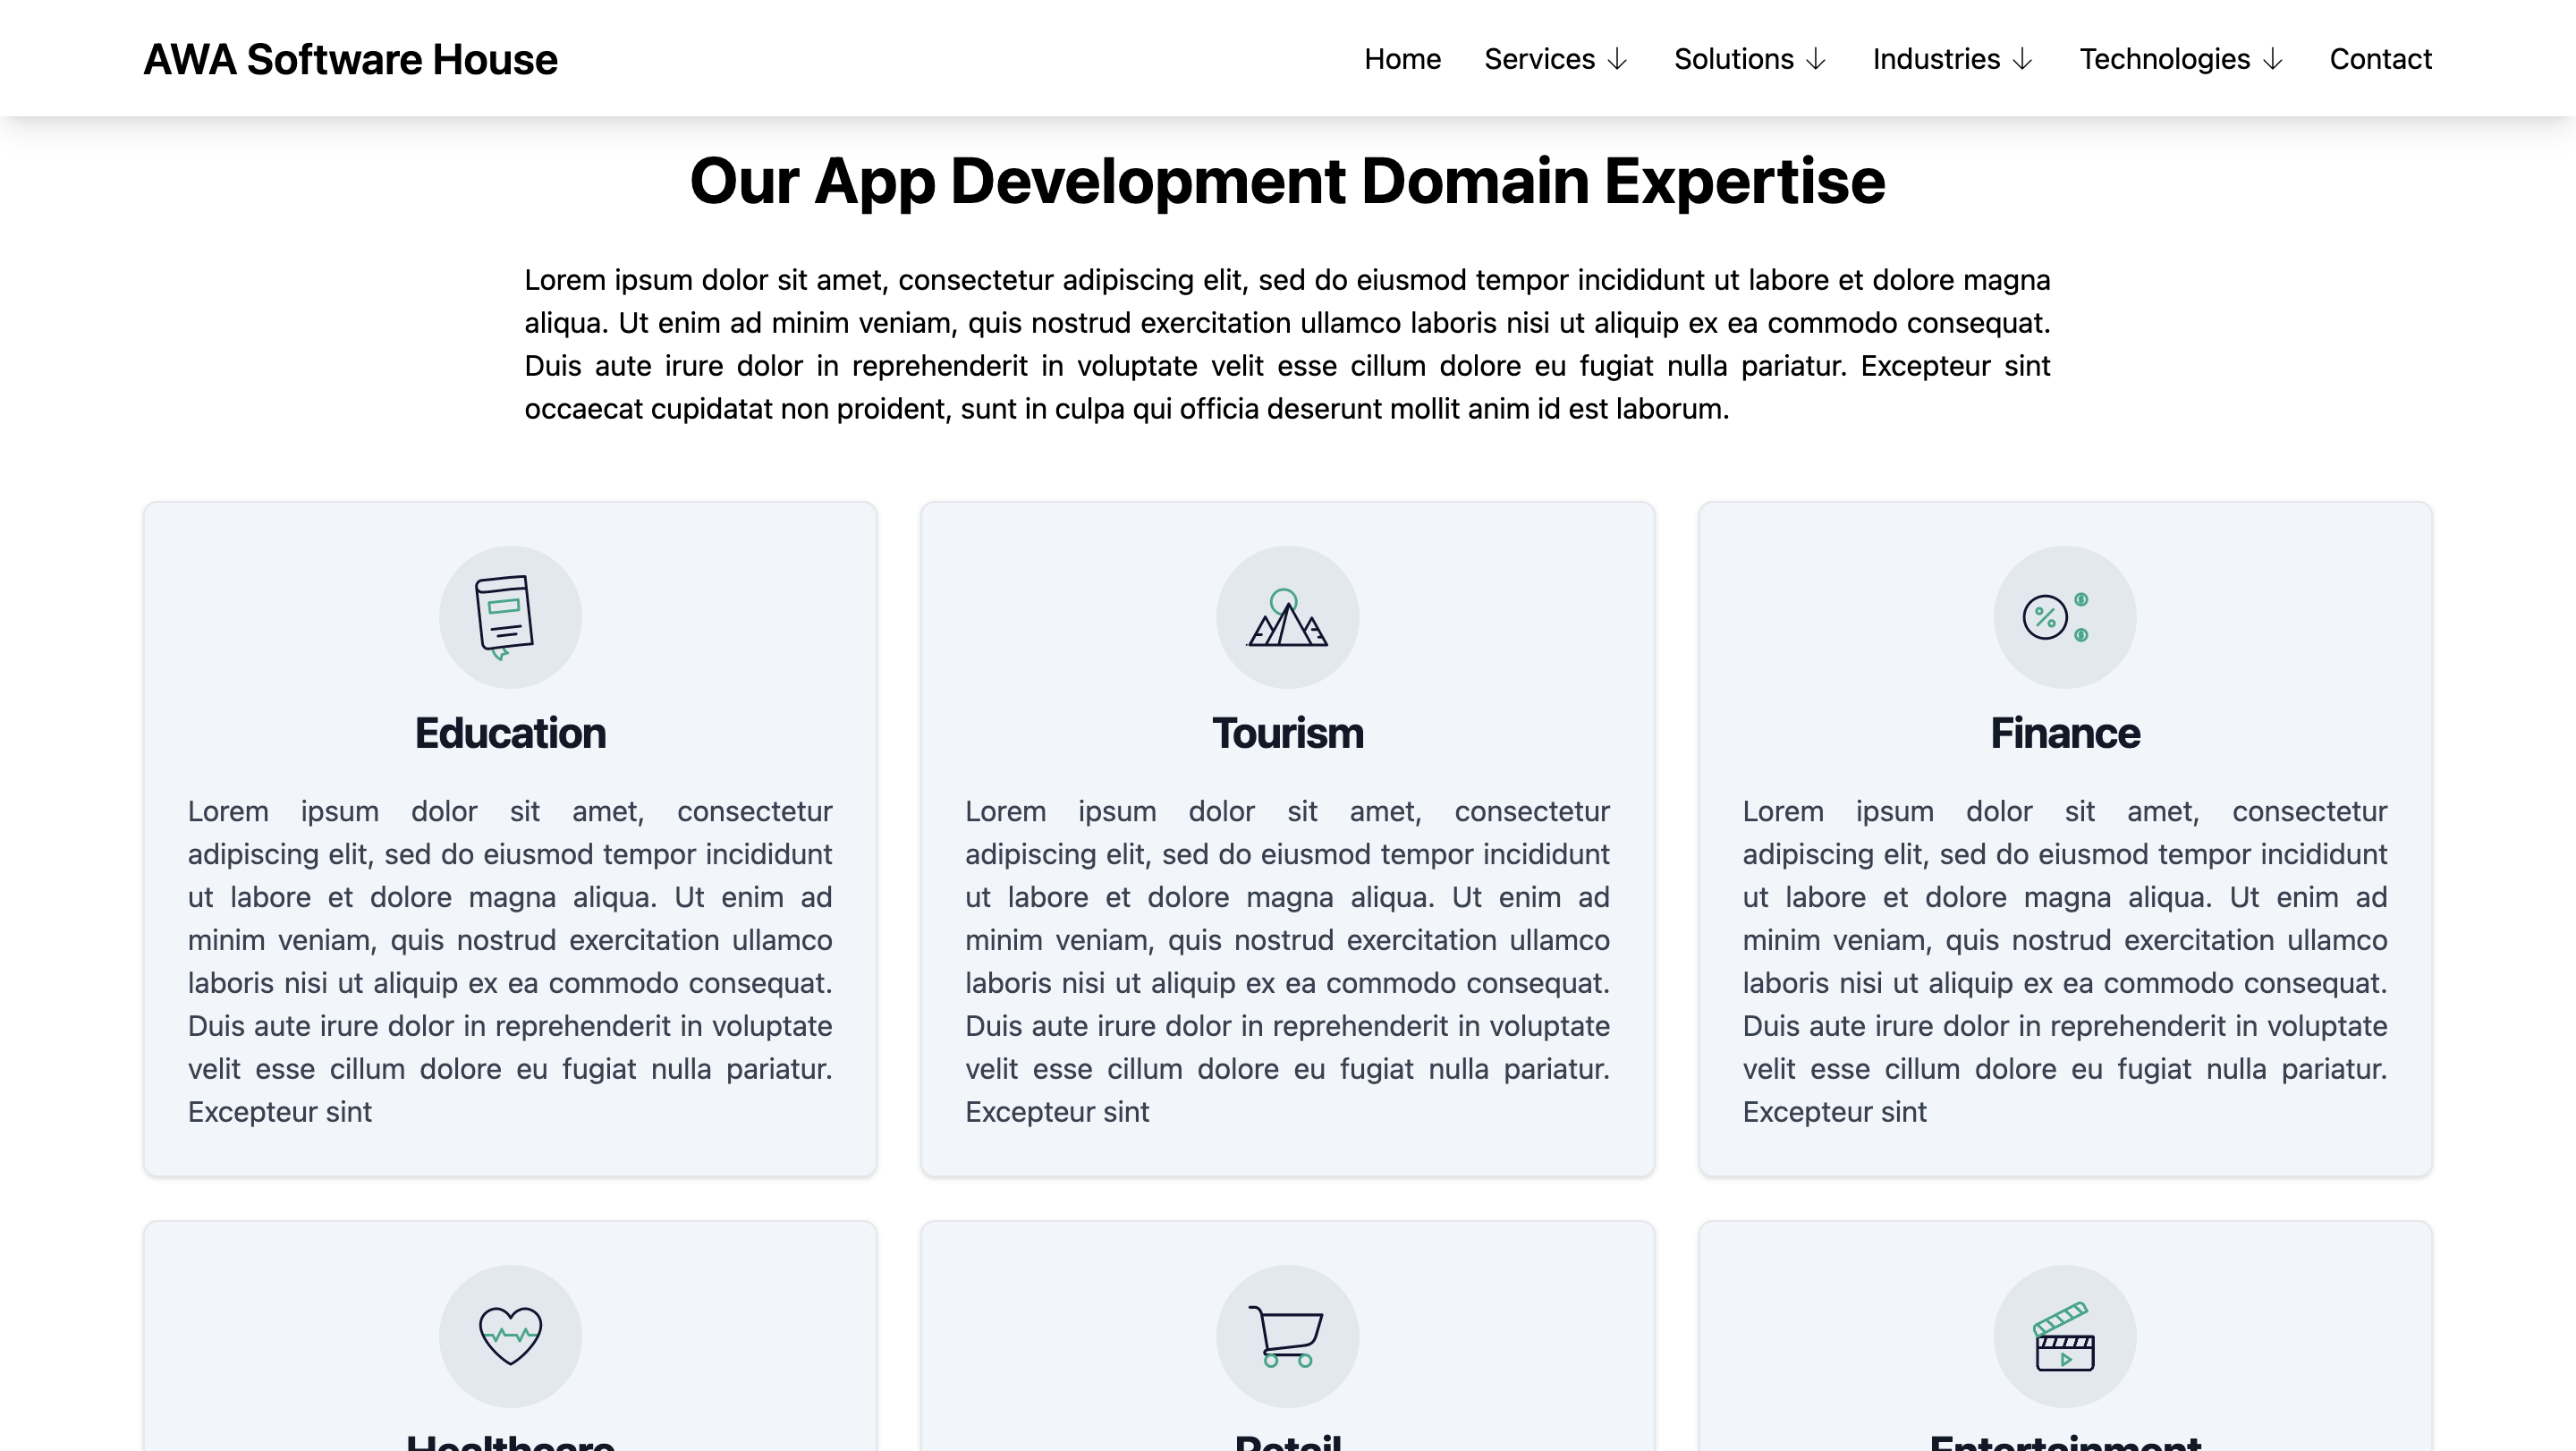 AWA Software House
Home Services Solutions Industries Technologies Contact
Our App Development Domain Expertise
Lorem ipsum dolor sit amet, consectetur adipiscing elit, sed do eiusmod tempor incididunt ut labore et dolore magna
aliqua. Ut enim ad minim veniam, quis nostrud exercitation ullamco laboris nisi ut aliquip ex ea commodo consequat.
Duis aute irure dolor in reprehenderit in voluptate velit esse cillum dolore eu fugiat nulla pariatur. Excepteur sint
occaecat cupidatat non proident, sunt in culpa qui officia deserunt mollit anim id est laborum.
Education
Lorem ipsum dolor sit amet, consectetur
adipiscing elit, sed do eiusmod tempor incididunt
ut labore et dolore magna aliqua. Ut enim ad
minim veniam, quis nostrud exercitation ullamco
laboris nisi ut aliquip ex ea commodo consequat.
Duis aute irure dolor in reprehenderit in voluptate
velit esse cillum dolore eu fugiat nulla pariatur.
Excepteur sint
Tourism
Lorem ipsum dolor sit amet, consectetur
adipiscing elit, sed do eiusmod tempor incididunt
ut labore et dolore magna aliqua. Ut enim ad
minim veniam, quis nostrud exercitation ullamco
laboris nisi ut aliquip ex ea commodo consequat.
Duis aute irure dolor in reprehenderit in voluptate
velit esse cillum dolore eu fugiat nulla pariatur.
Excepteur sint
Finance
Lorem ipsum dolor sit amet, consectetur
adipiscing elit, sed do eiusmod tempor incididunt
ut labore et dolore magna aliqua. Ut enim ad
minim veniam, quis nostrud exercitation ullamco
laboris nisi ut aliquip ex ea commodo consequat.
Duis aute irure dolor in reprehenderit in voluptate
velit esse cillum dolore eu fugiat nulla pariatur.
Excepteur sint
Healthcare
Retail
Entertainment